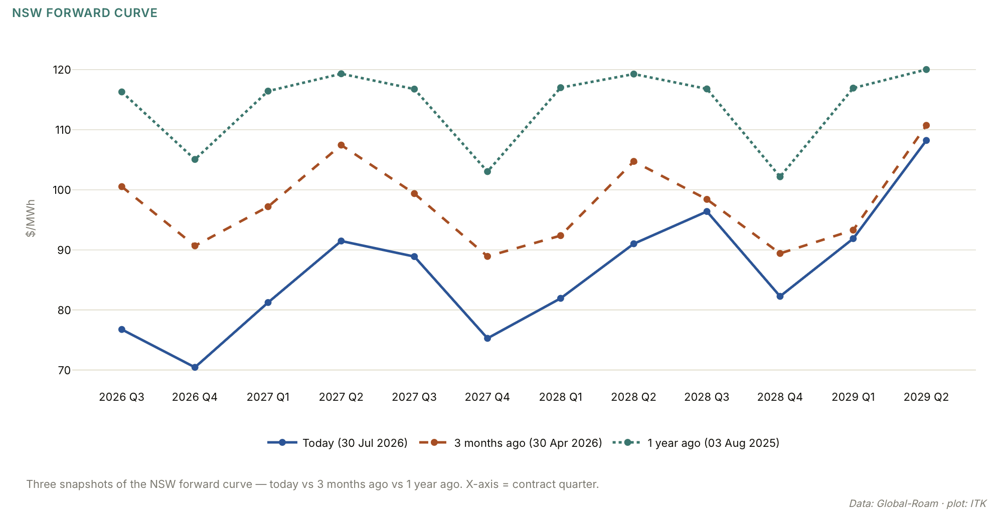 NSW FORWARD CURVE
120
110
100
90
80
70
$/MWh
2026 Q3 2026 Q4 2027 Q1 2027 Q2 2027 Q3 2027 Q4 2028 Q1 2028 Q2 2028 Q3 2028 Q4 2029 Q1 2029 Q2
Today (30 Jul 2026) 3 months ago (30 Apr 2026) 1 year ago (03 Aug 2025)
Three snapshots of the NSW forward curve — today vs 3 months ago vs 1 year ago. X-axis = contract quarter.
Data: Global-Roam · plot: ITK